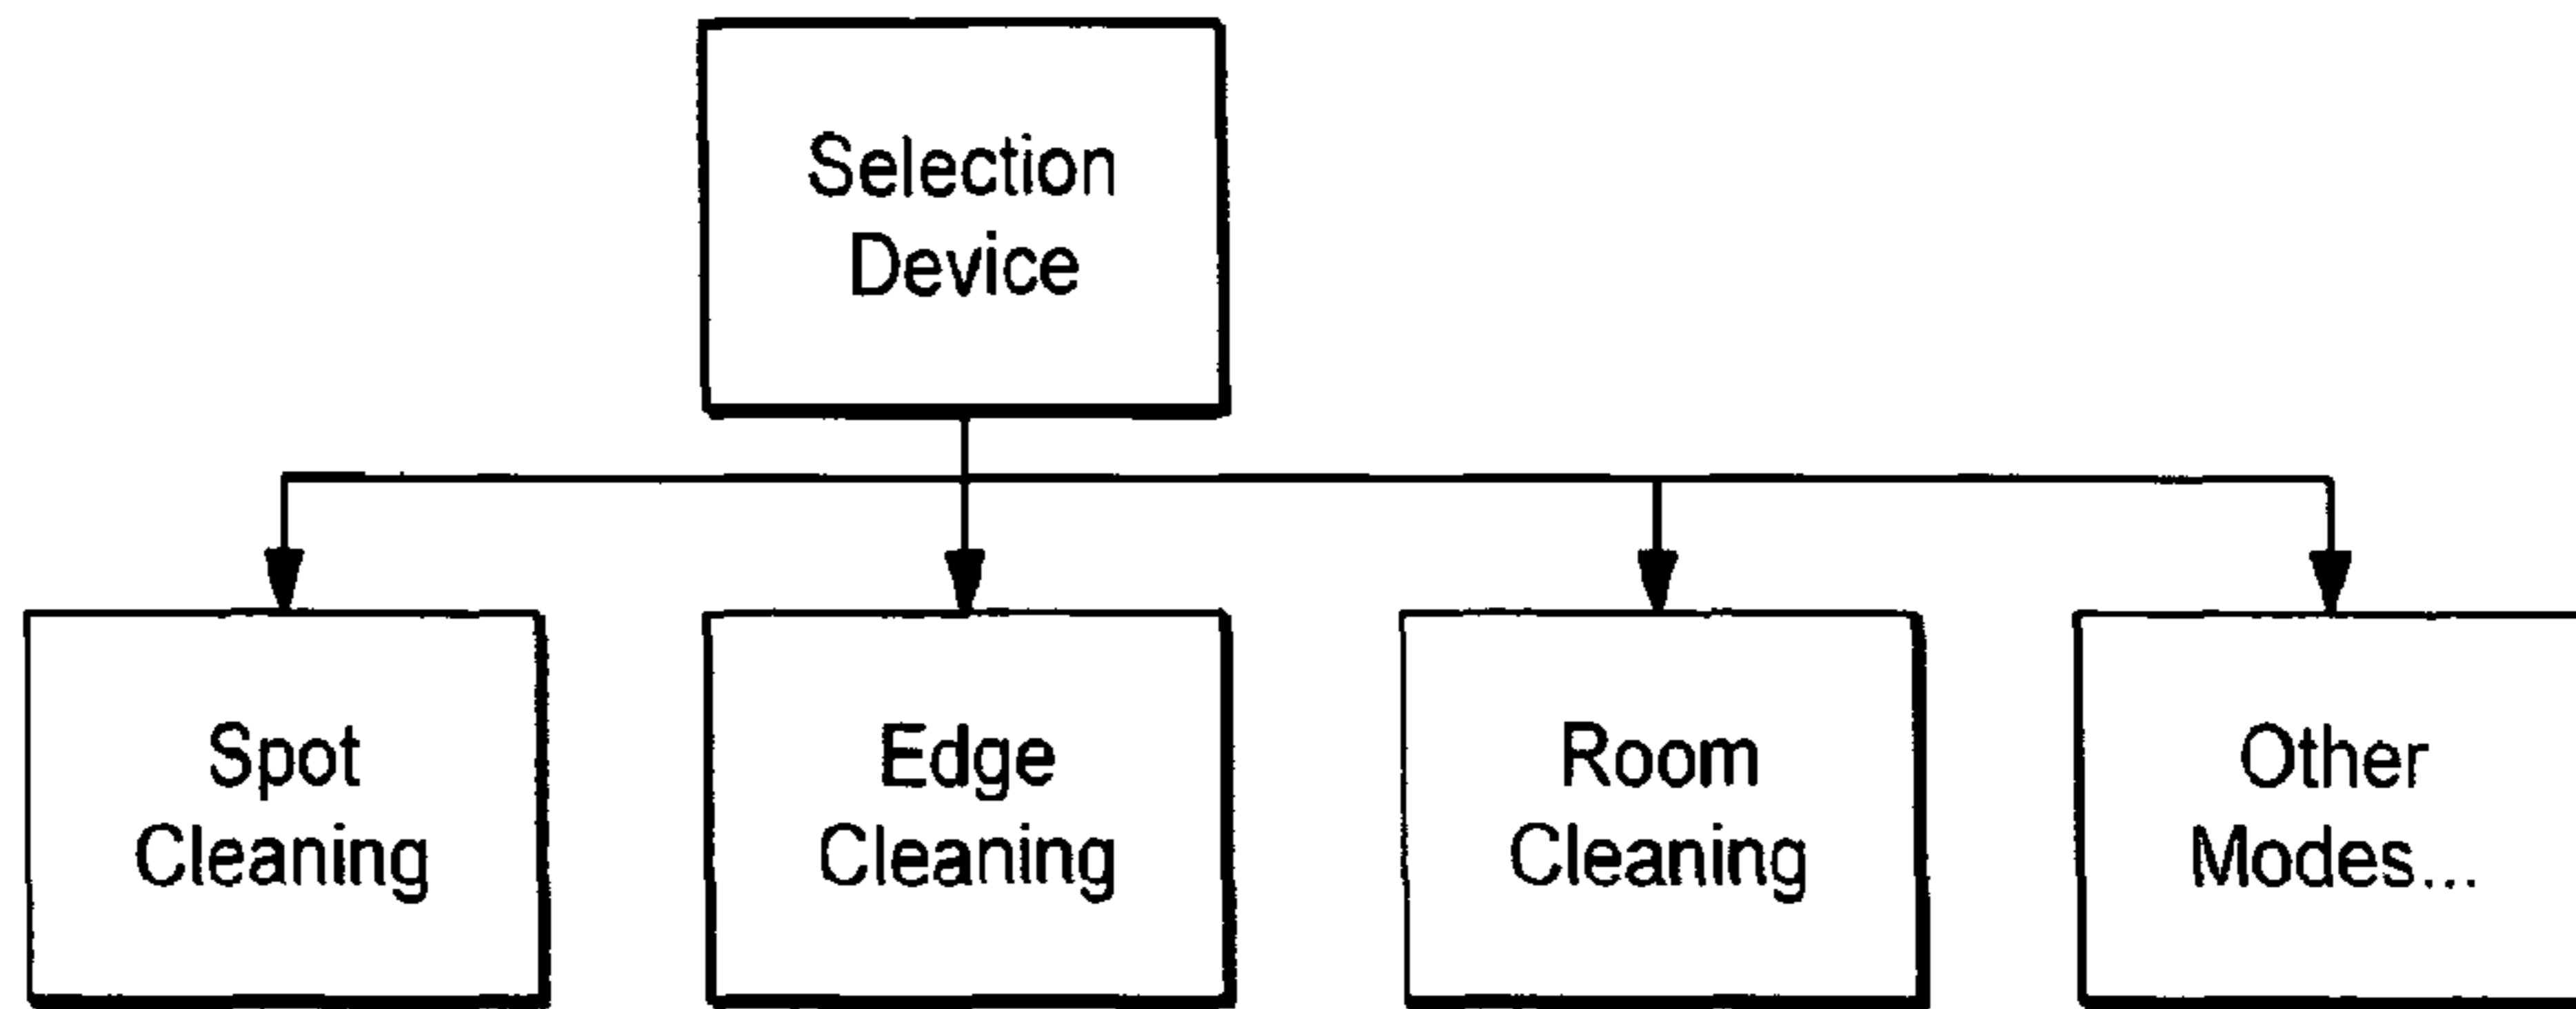 Selection
Device
Spot
Cleaning
Edge
Cleaning
Room
Cleaning
Other
Modes...